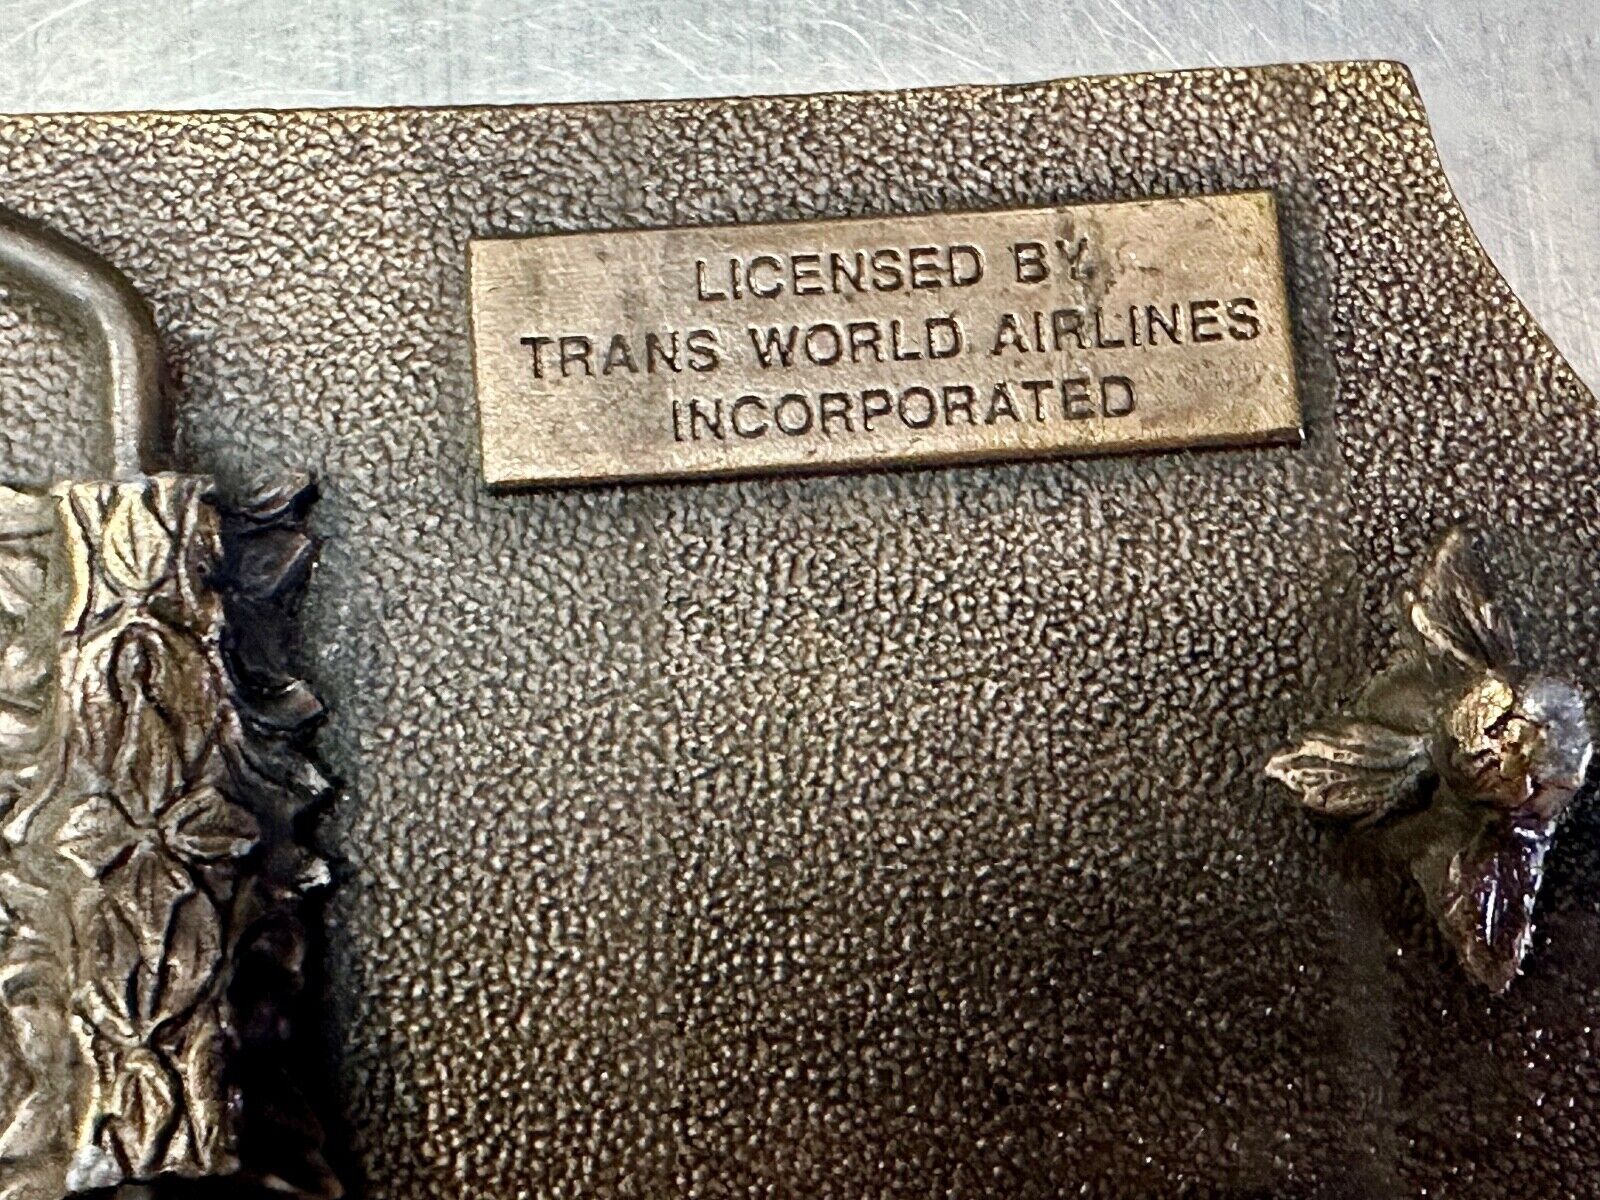 LICENSED BY
TRANS WORLD AIRLINES
INCORPORATED